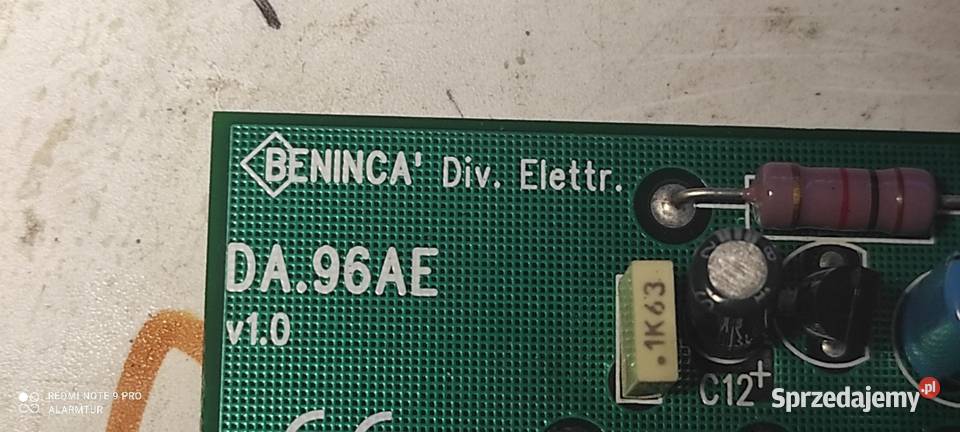 BENINCA' Div. Elettr.
DA.96AE
v1.0
.1K63
C12+
REDMI NOTE 9 PRO
ALARMTUR
Sprzedajemy.pl